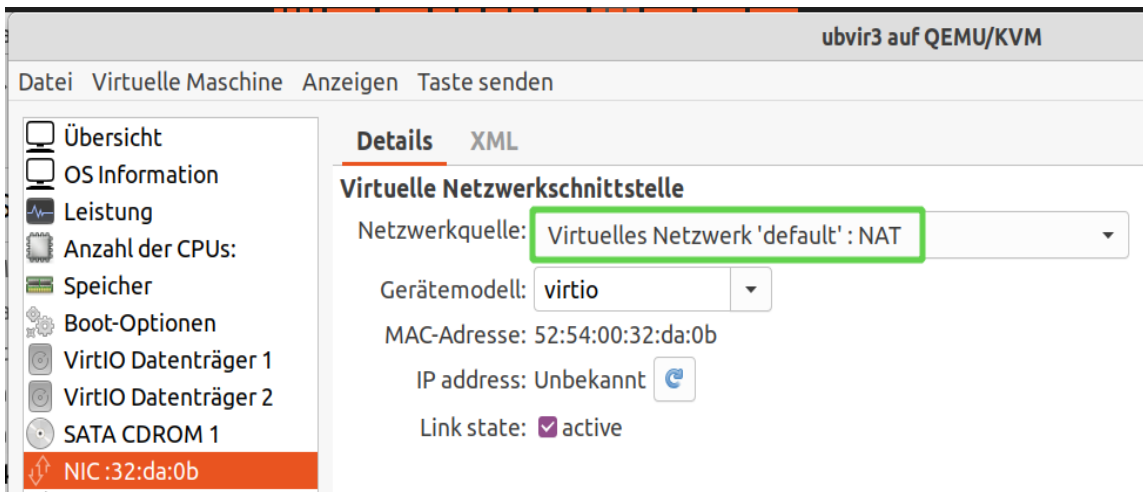 ubvir3 auf QEMU/KVM
Datei Virtuelle Maschine Anzeigen Taste senden
Übersicht
OS Information
Leistung
Anzahl der CPUs:
Speicher
Boot-Optionen
VirtIO Datenträger 1
VirtIO Datenträger 2
SATA CDROM 1
NIC :32:da:0b
Details XML
Virtuelle Netzwerkschnittstelle
Netzwerkquelle: Virtuelles Netzwerk 'default' : NAT
Gerätemodell: virtio
MAC-Adresse: 52:54:00:32:da:0b
IP address: Unbekannt
Link state: active